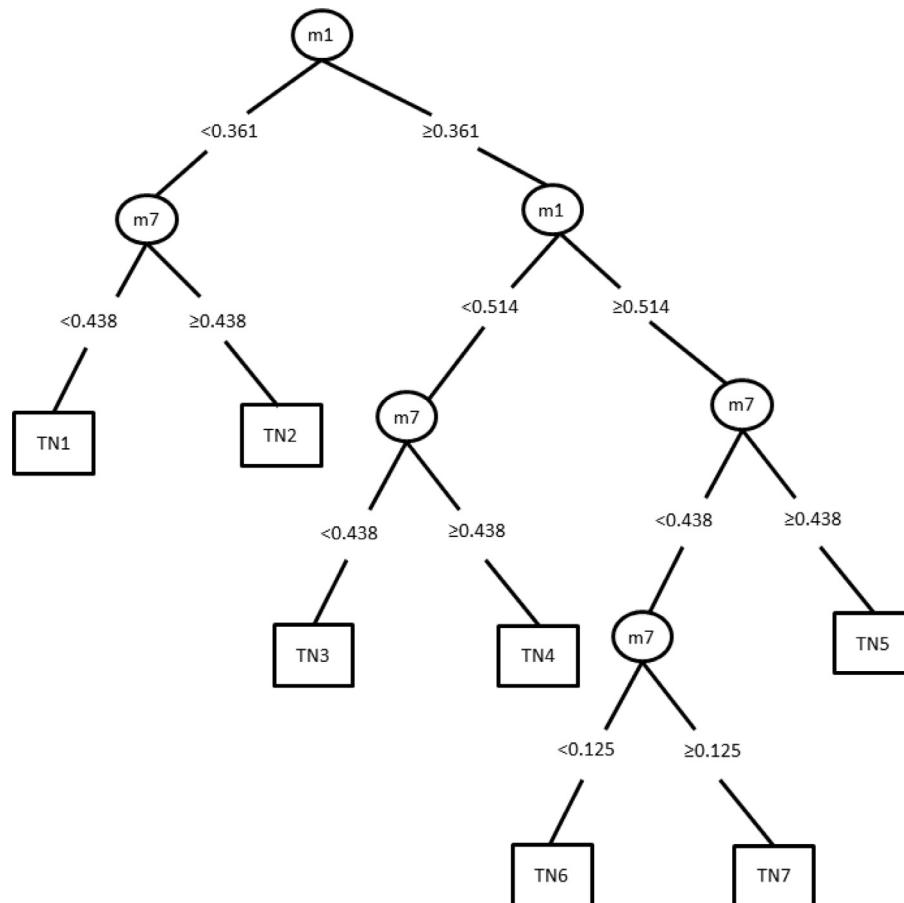 m1
<0.361
≥0.361
m7
m1
<0.438
≥0.438
<0.514
≥0.514
TN1
TN2
m7
m7
<0.438
≥0.438
<0.438
≥0.438
TN3
TN4
m7
TN5
<0.125
≥0.125
TN6
TN7